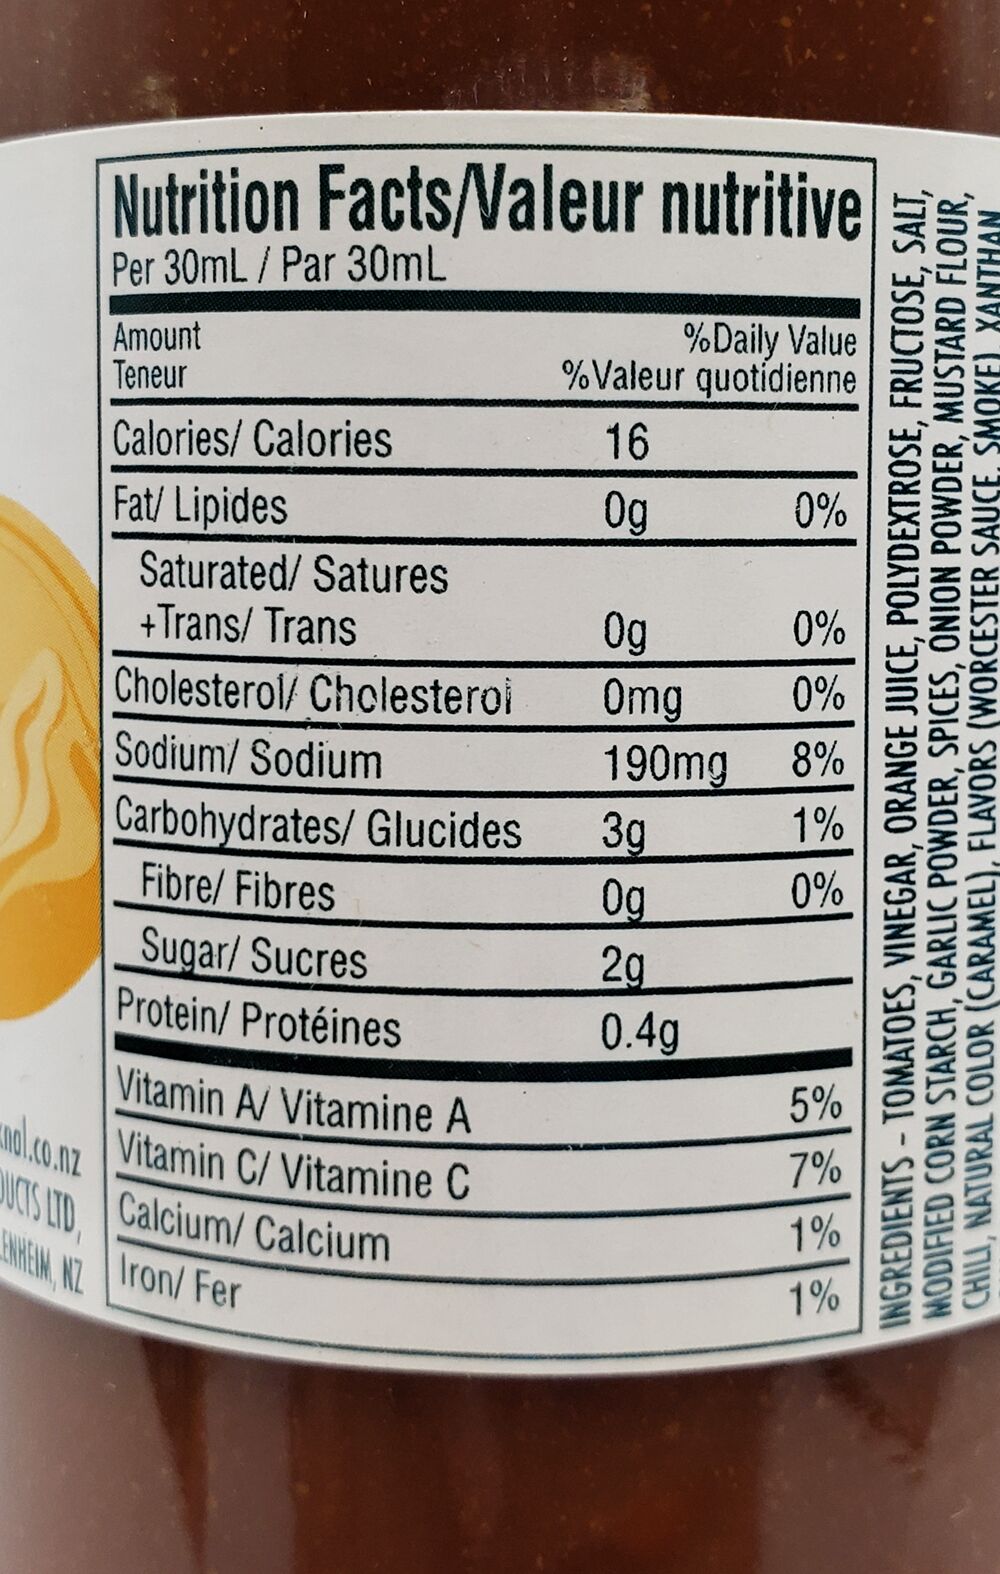 Nutrition Facts/Valeur nutritive
Per 30mL / Par 30mL
Amount %Daily Value
Teneur %Valeur quotidienne
Calories/ Calories 16
Fat/ Lipides 0g 0%
Saturated/ Satures
+Trans/ Trans 0g 0%
Cholesterol/ Cholesterol 0mg 0%
Sodium/ Sodium 190mg 8%
Carbohydrates/ Glucides 3g 1%
Fibre/ Fibres 0g 0%
Sugar/ Sucres 2g
Protein/ Protéines 0.4g
Vitamin A/ Vitamine A 5%
Vitamin C/ Vitamine C 7%
Calcium/ Calcium 1%
Iron/ Fer 1%
INGREDIENTS - TOMATOES, VINEGAR, ORANGE JUICE, POLYDEXTROSE, FRUCTOSE, SALT,
MODIFIED CORN STARCH, GARLIC POWDER, SPICES, ONION POWDER, MUSTARD FLOUR,
CHILI, NATURAL COLOR (CARAMEL), FLAVORS (WORCESTER SAUCE, SMOKE), XANTHAN
.co.nz
LTD,
NZ